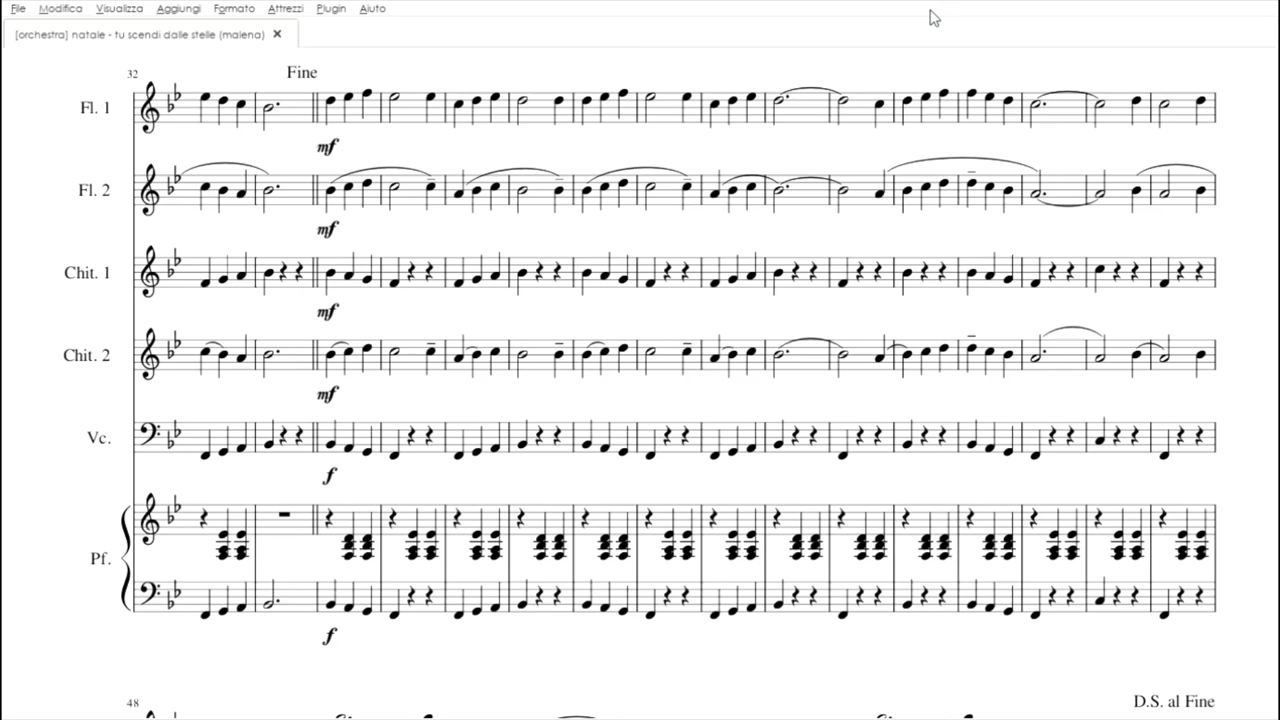 File Modifica Visualizza Aggiungi Formato Attrezzi Plugin Aiuto
[orchestra] natale - tu scendi dalle stelle (malena) ✕
32 Fine
Fl. 1
mf
Fl. 2
mf
Chit. 1
mf
Chit. 2
mf
Vc.
f
Pf.
f
48 D.S. al Fine